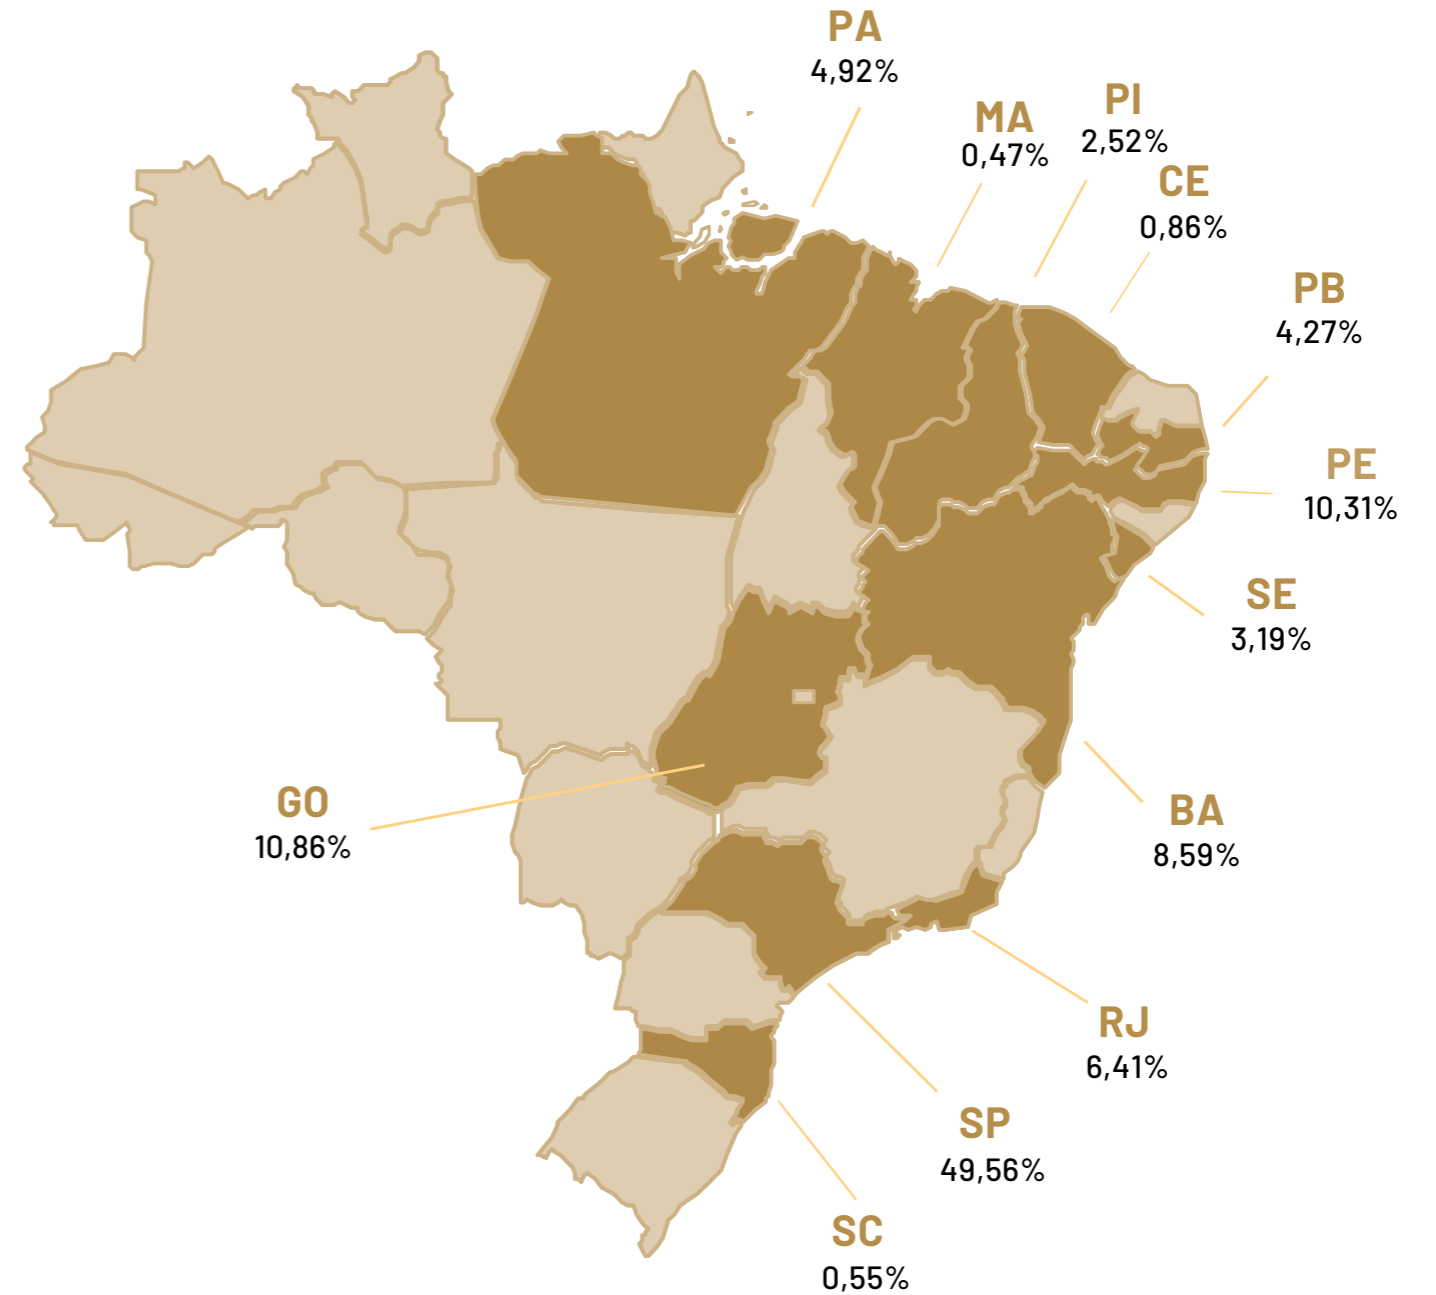 PA
4,92%
MA
0,47%
PI
2,52%
CE
0,86%
PB
4,27%
PE
10,31%
SE
3,19%
GO
10,86%
BA
8,59%
RJ
6,41%
SP
49,56%
SC
0,55%